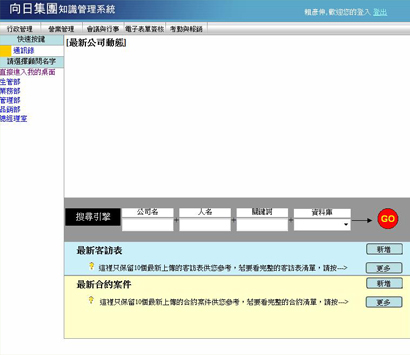 向日集團知識管理系統
賴彥伸,歡迎您的登入 登出
行政管理 營業管理 會議與行事 電子表單簽核 考勤與報銷
快速按鍵
通訊錄
請選擇顧問名字
直接進入我的桌面
生管部
業務部
管理部
品銷部
總經理室
[最新公司動態]
搜尋引擎
公司名 人名 關鍵詞 資料庫
+ + +
GO
最新客訪表
新增
這裡只保留10個最新上傳的客訪表供您參考，若要看完整的客訪表清單，請按--->
更多
最新合約案件
新增
這裡只保留10個最新上傳的合約案件供您參考，若要看完整的合約清單，請按--->
更多